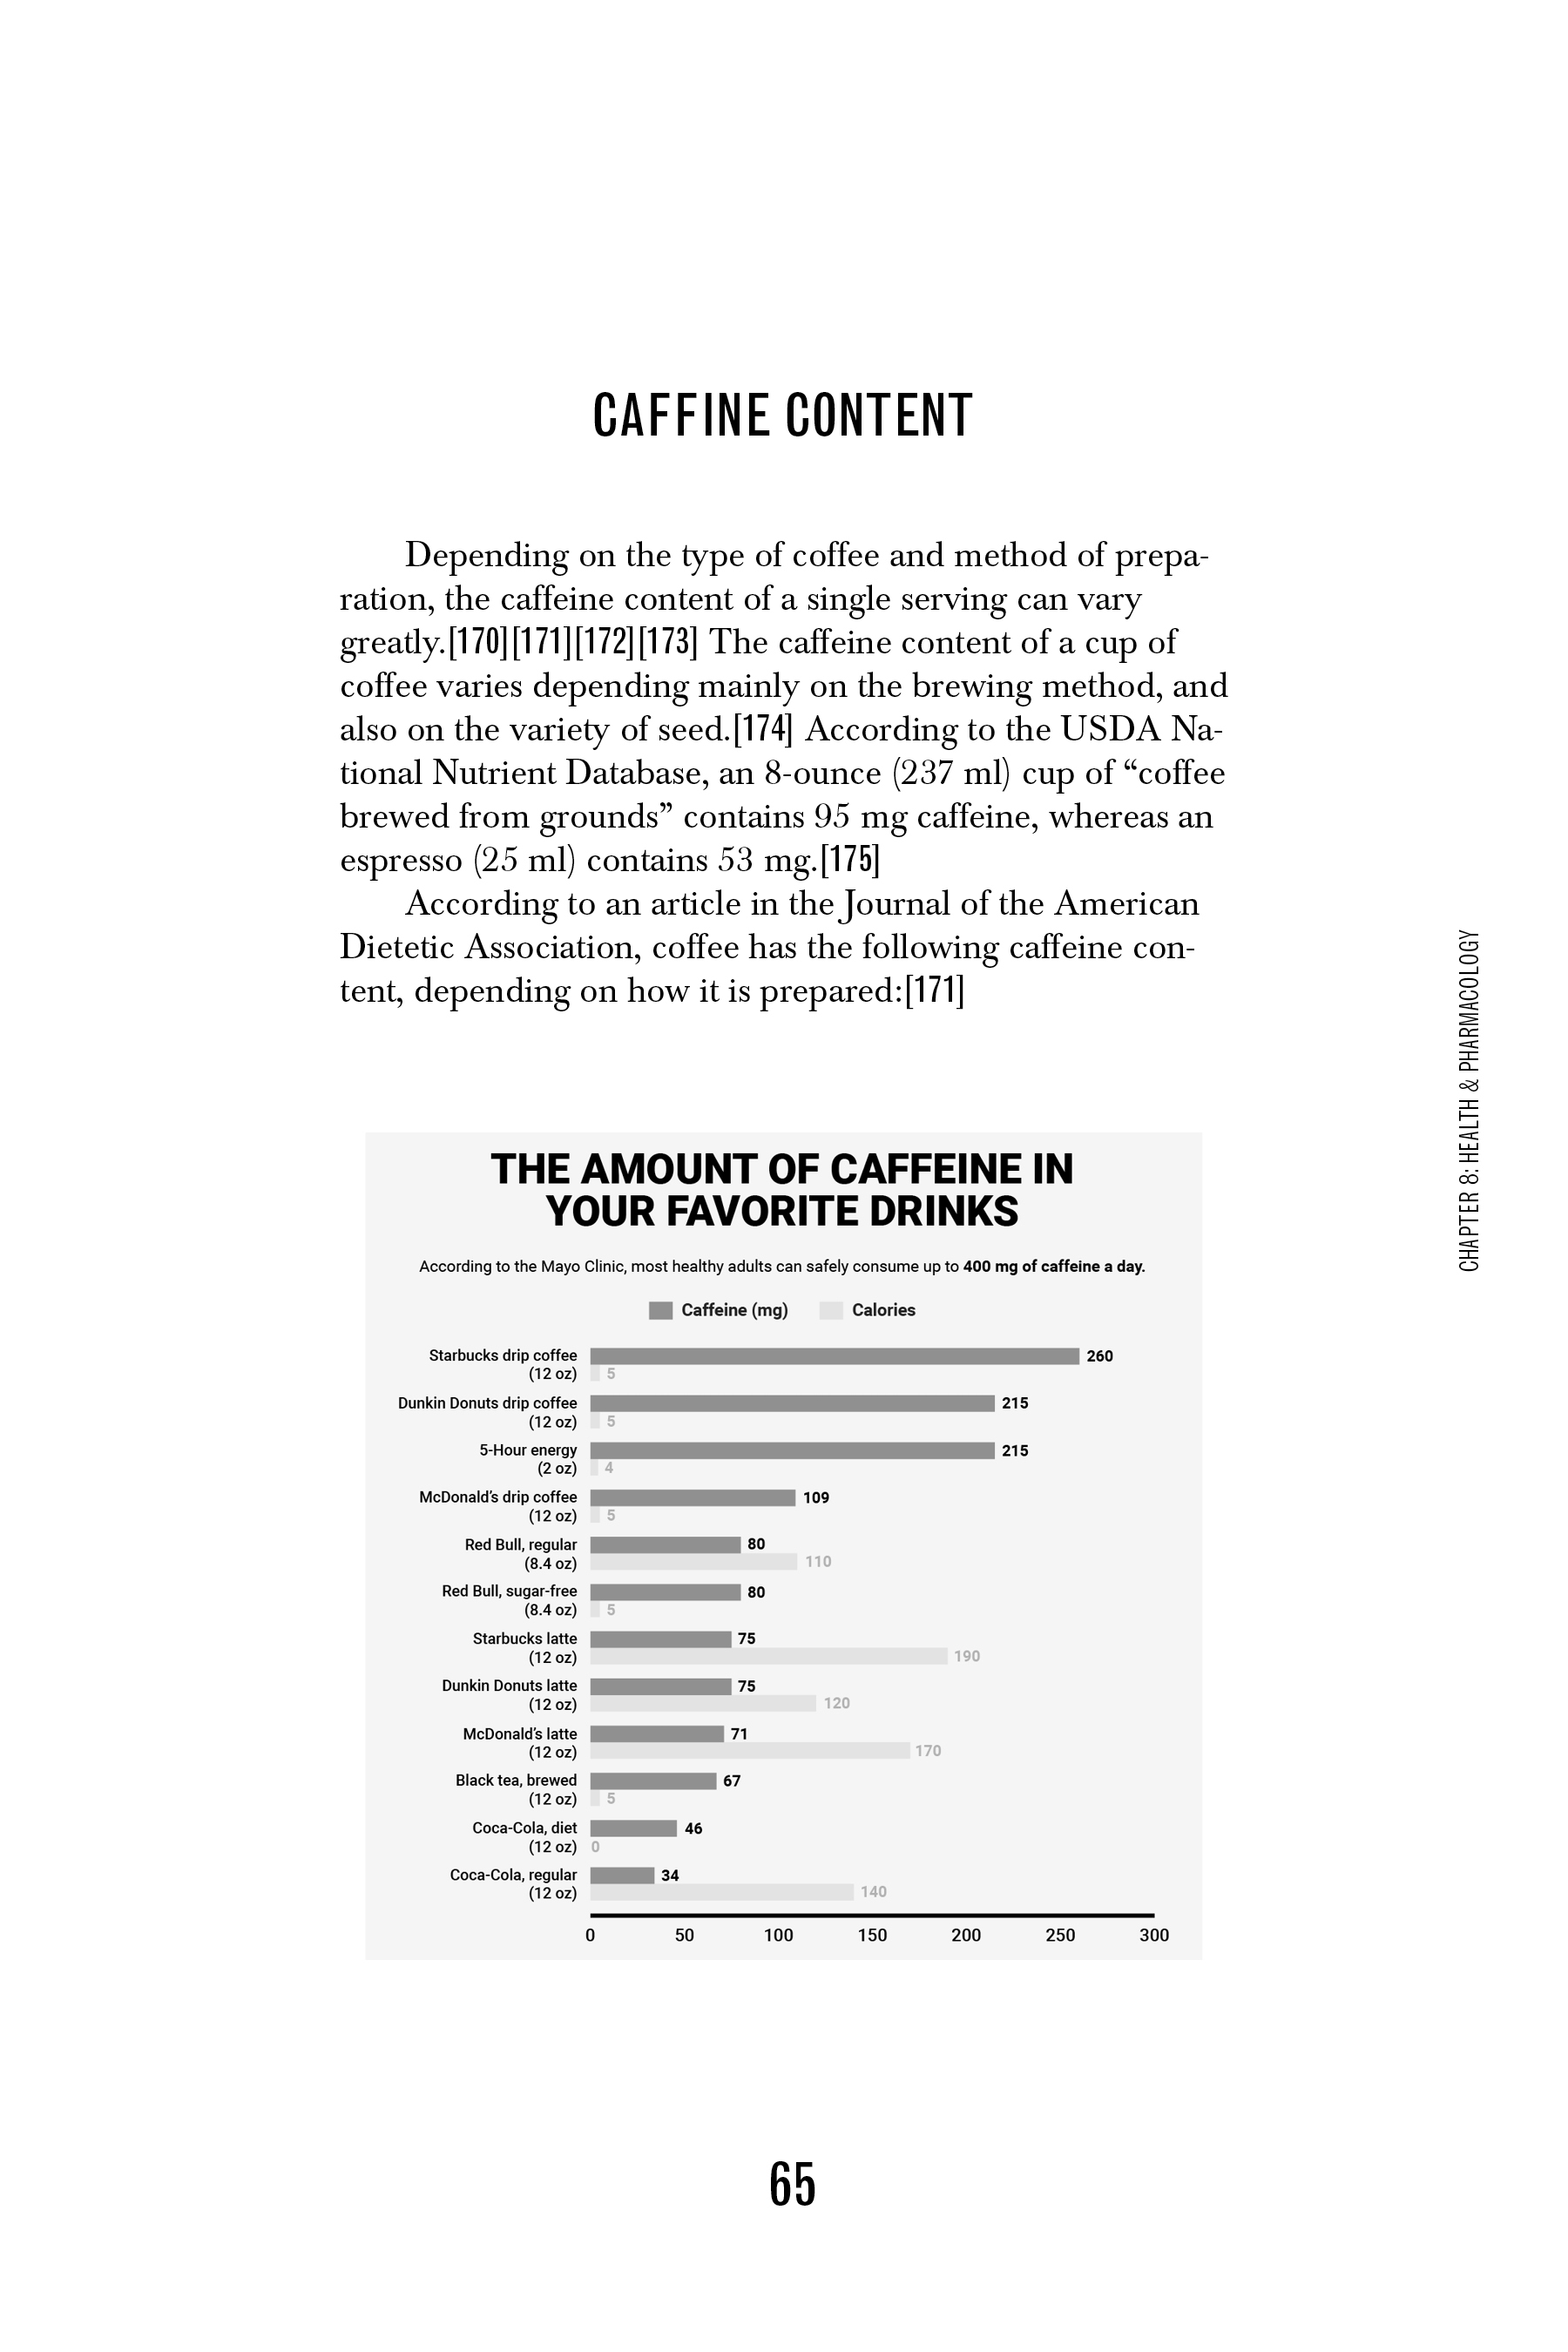 CAFFINE CONTENT
Depending on the type of coffee and method of prepa-
ration, the caffeine content of a single serving can vary
greatly.[170][171][172][173] The caffeine content of a cup of
coffee varies depending mainly on the brewing method, and
also on the variety of seed.[174] According to the USDA Na-
tional Nutrient Database, an 8-ounce (237 ml) cup of “coffee
brewed from grounds” contains 95 mg caffeine, whereas an
espresso (25 ml) contains 53 mg.[175]
According to an article in the Journal of the American
Dietetic Association, coffee has the following caffeine con-
tent, depending on how it is prepared:[171]
CHAPTER 8: HEALTH & PHARMACOLOGY
THE AMOUNT OF CAFFEINE IN
YOUR FAVORITE DRINKS
According to the Mayo Clinic, most healthy adults can safely consume up to 400 mg of caffeine a day.
Caffeine (mg) Calories
Starbucks drip coffee 260
(12 oz) 5
Dunkin Donuts drip coffee 215
(12 oz) 5
5-Hour energy 215
(2 oz) 4
McDonald’s drip coffee 109
(12 oz) 5
Red Bull, regular 80
(8.4 oz) 110
Red Bull, sugar-free 80
(8.4 oz) 5
Starbucks latte 75
(12 oz) 190
Dunkin Donuts latte 75
(12 oz) 120
McDonald’s latte 71
(12 oz) 170
Black tea, brewed 67
(12 oz) 5
Coca-Cola, diet 46
(12 oz) 0
Coca-Cola, regular 34
(12 oz) 140
0 50 100 150 200 250 300
65